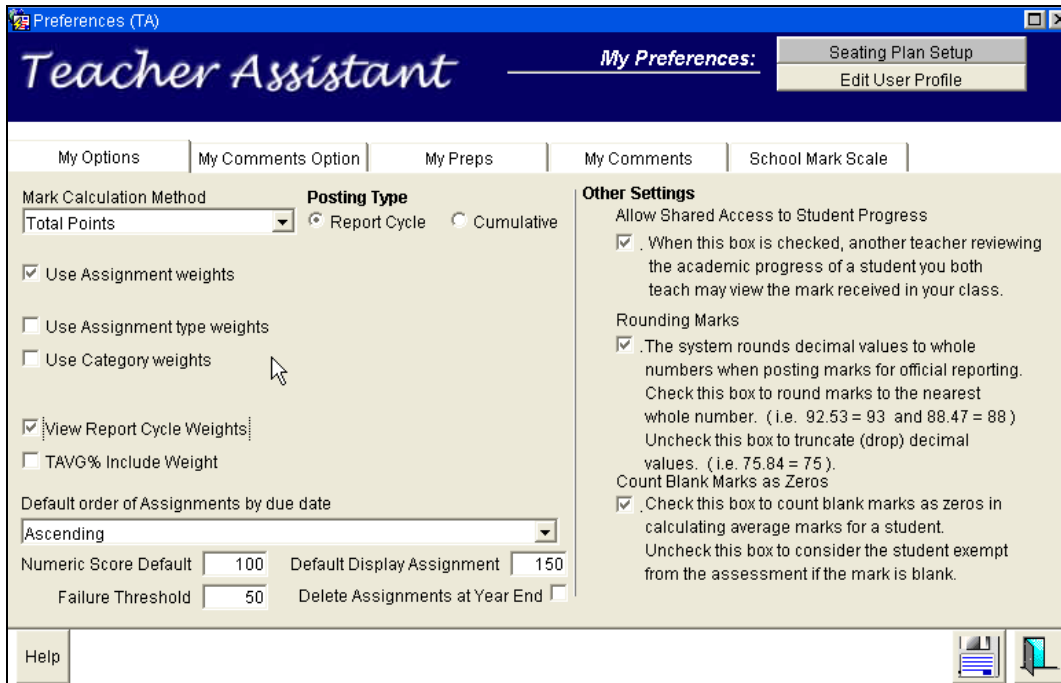 Preferences (TA)
Teacher Assistant
My Preferences:
Seating Plan Setup
Edit User Profile
My Options
My Comments Option
My Preps
My Comments
School Mark Scale
Mark Calculation Method
Total Points
Posting Type
Report Cycle
Cumulative
Use Assignment weights
Use Assignment type weights
Use Category weights
View Report Cycle Weights
TAVG% Include Weight
Default order of Assignments by due date
Ascending
Numeric Score Default 100
Default Display Assignment 150
Failure Threshold 50
Delete Assignments at Year End
Other Settings
Allow Shared Access to Student Progress
. When this box is checked, another teacher reviewing
the academic progress of a student you both
teach may view the mark received in your class.
Rounding Marks
.The system rounds decimal values to whole
numbers when posting marks for official reporting.
Check this box to round marks to the nearest
whole number. ( i.e. 92.53 = 93 and 88.47 = 88 )
Uncheck this box to truncate (drop) decimal
values. ( i.e. 75.84 = 75 ).
Count Blank Marks as Zeros
.Check this box to count blank marks as zeros in
calculating average marks for a student.
Uncheck this box to consider the student exempt
from the assessment if the mark is blank.
Help